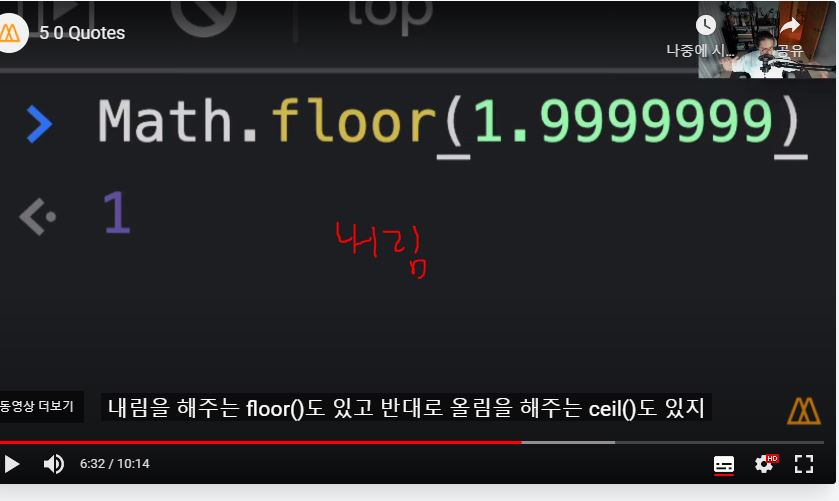 top
5 0 Quotes
나중에 시... 공유
Math.floor(1.9999999)
1
내림
동영상 더보기
내림을 해주는 floor()도 있고 반대로 올림을 해주는 ceil()도 있지
6:32 / 10:14
HD